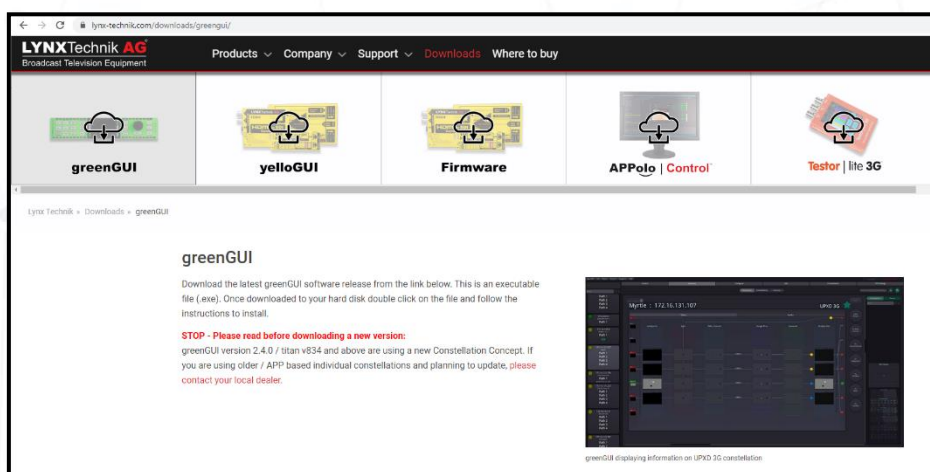 lynx-technik.com/downloads/greengui/
LYNXTechnik AG
Broadcast Television Equipment
Products
Company
Support
Downloads
Where to buy
greenGUI
yelloGUI
Firmware
APPolo | Control
Testor | lite 3G
Lynx Technik » Downloads » greenGUI
greenGUI
Download the latest greenGUI software release from the link below. This is an executable
file (.exe). Once downloaded to your hard disk double click on the file and follow the
instructions to install.
STOP - Please read before downloading a new version:
greenGUI version 2.4.0 / titan v834 and above are using a new Constellation Concept. If
you are using older / APP based individual constellations and planning to update, please
contact your local dealer.
Myrtle : 172.16.131.107
UPXD 3G
greenGUI displaying information on UPXD 3G constellation